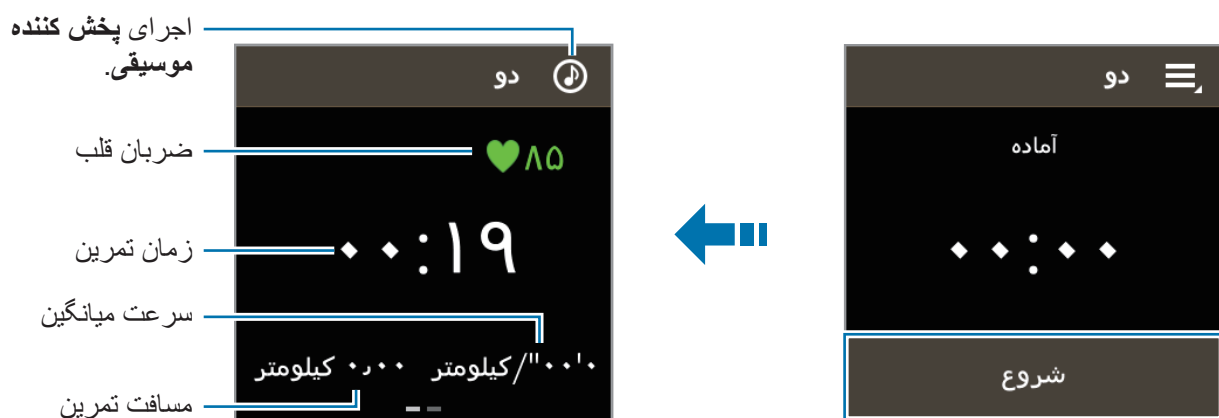 دو
آماده
۰۰:۰۰
شروع
اجرای پخش کننده
موسیقی.
دو
ضربان قلب
۸۵
زمان تمرین
۰۰:۱۹
سرعت میانگین
۰'۰۰"/کیلومتر
۰٫۰۰ کیلومتر
مسافت تمرین